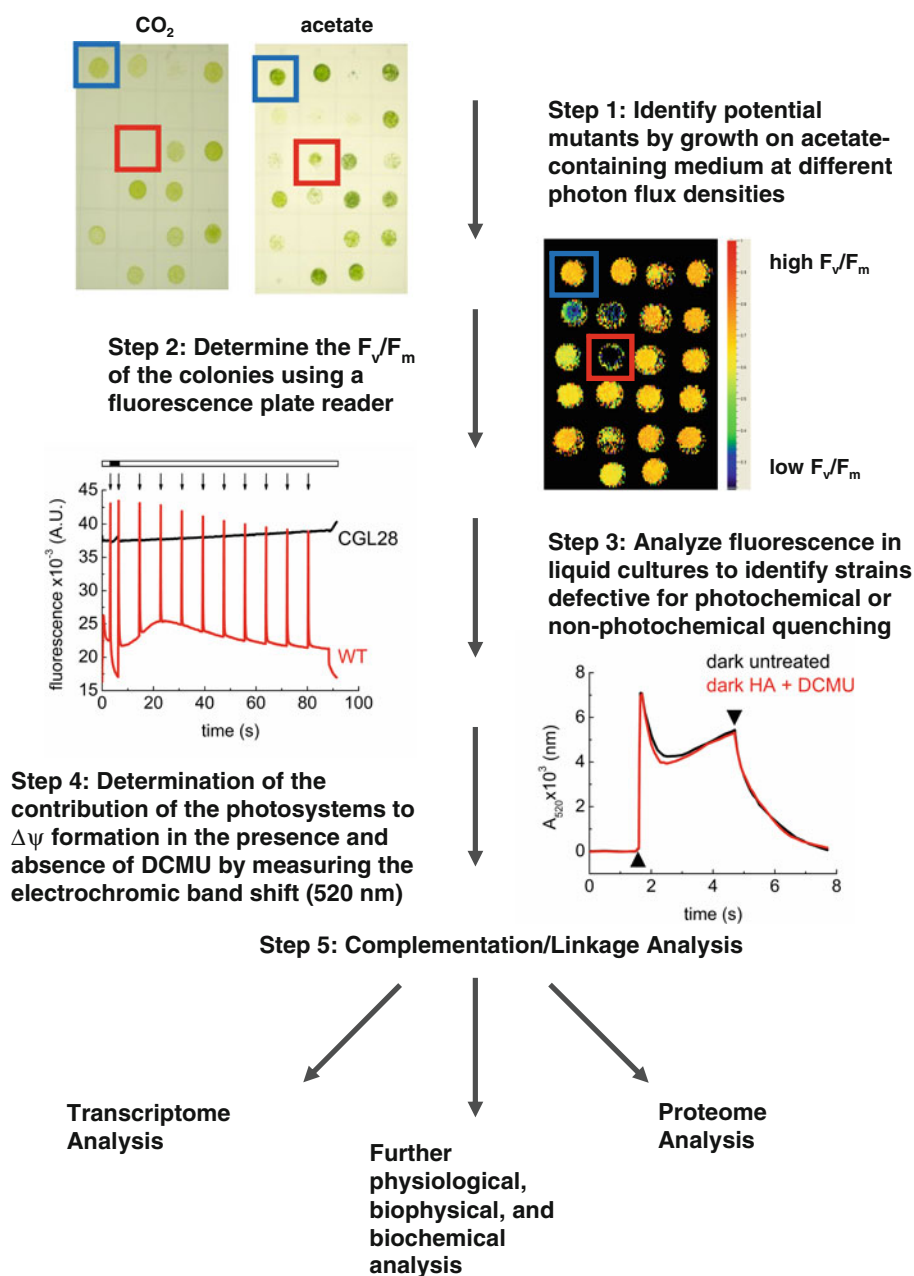 CO₂
acetate
Step 1: Identify potential
mutants by growth on acetate-
containing medium at different
photon flux densities
high Fᵥ/Fₘ
low Fᵥ/Fₘ
Step 2: Determine the Fᵥ/Fₘ
of the colonies using a
fluorescence plate reader
fluorescence x10⁻³ (A.U.)
45
40
35
30
25
20
15
CGL28
WT
0 20 40 60 80 100
time (s)
Step 3: Analyze fluorescence in
liquid cultures to identify strains
defective for photochemical or
non-photochemical quenching
dark untreated
dark HA + DCMU
A₅₂₀x10³ (nm)
8
6
4
2
0
0 2 4 6 8
time (s)
Step 4: Determination of the
contribution of the photosystems to
Δψ formation in the presence and
absence of DCMU by measuring the
electrochromic band shift (520 nm)
Step 5: Complementation/Linkage Analysis
Transcriptome
Analysis
Further
physiological,
biophysical, and
biochemical
analysis
Proteome
Analysis